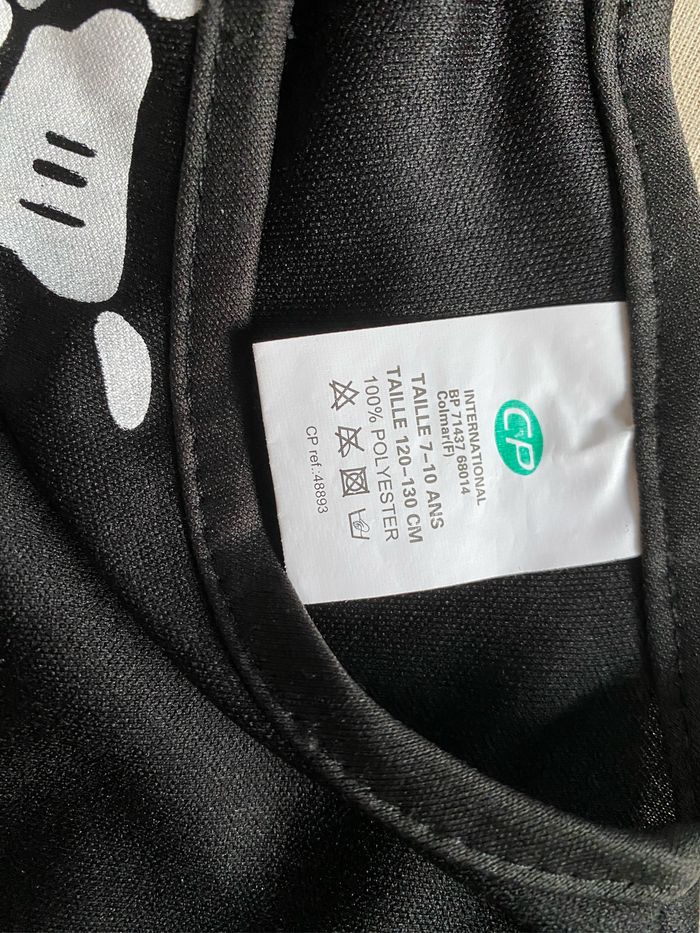 CP
INTERNATIONAL
BP 71437 68014
Colmar(F)
TAILLE 7-10 ANS
TAILLE 120-130 CM
100% POLYESTER
CP ref.:48893